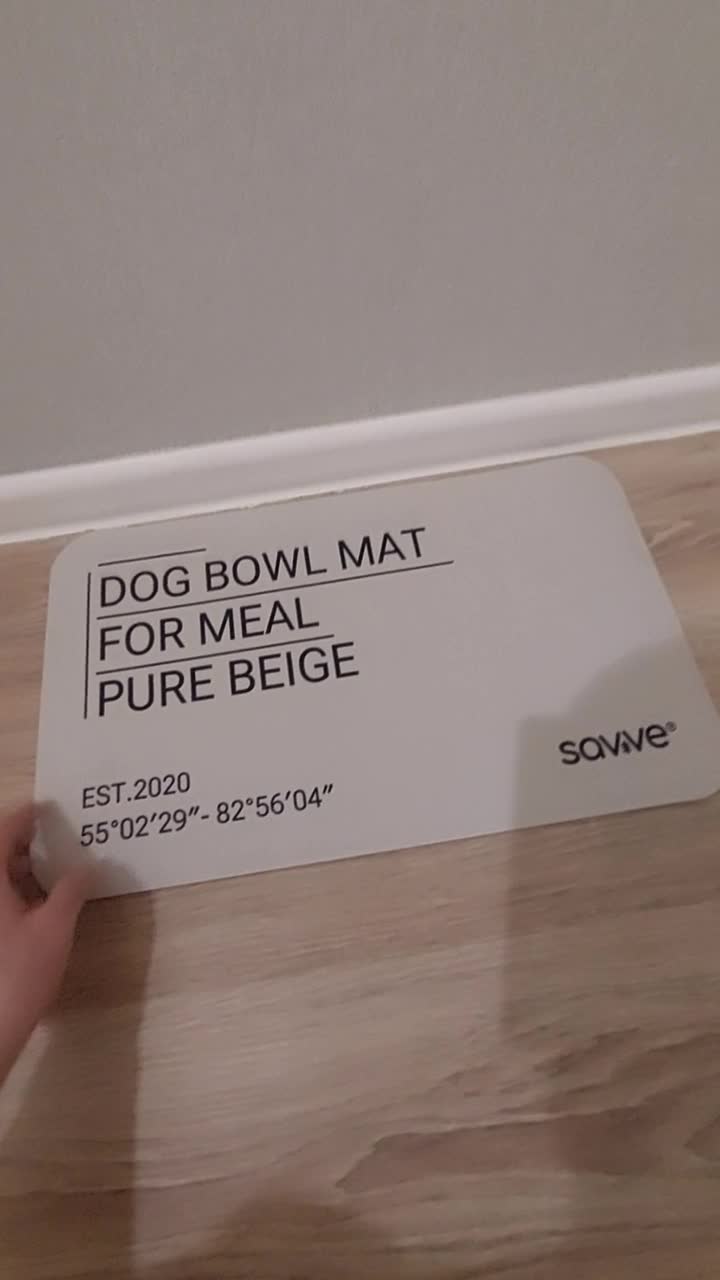 DOG BOWL MAT
FOR MEAL
PURE BEIGE
EST.2020
55°02′29″- 82°56′04″
savve®